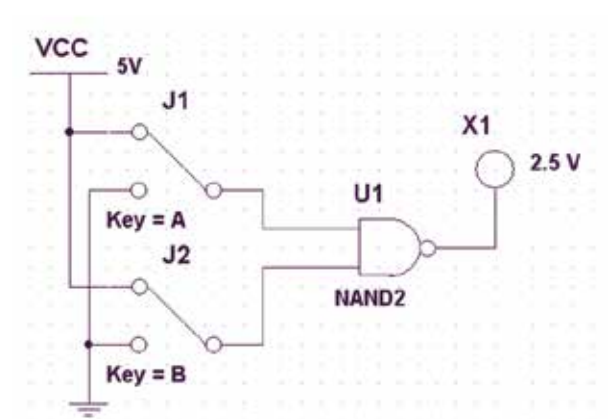 VCC
5V
J1
X1
2.5 V
U1
Key = A
J2
NAND2
Key = B